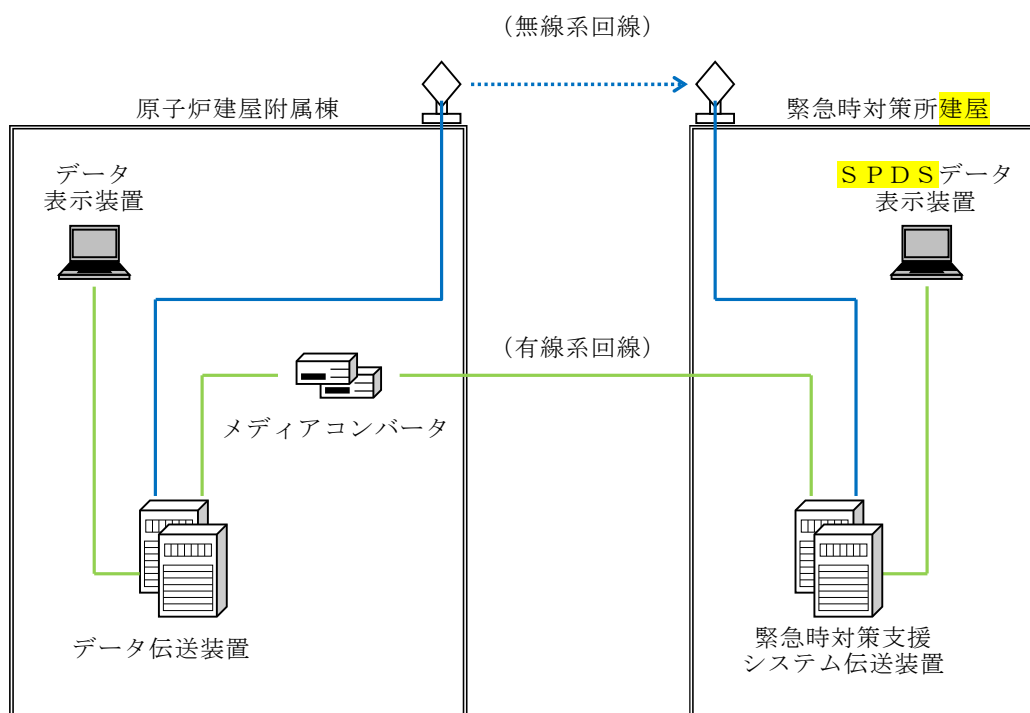 （無線系回線）
原子炉建屋附属棟
緊急時対策所建屋
データ
表示装置
ＳＰＤＳデータ
表示装置
（有線系回線）
メディアコンバータ
データ伝送装置
緊急時対策支援
システム伝送装置